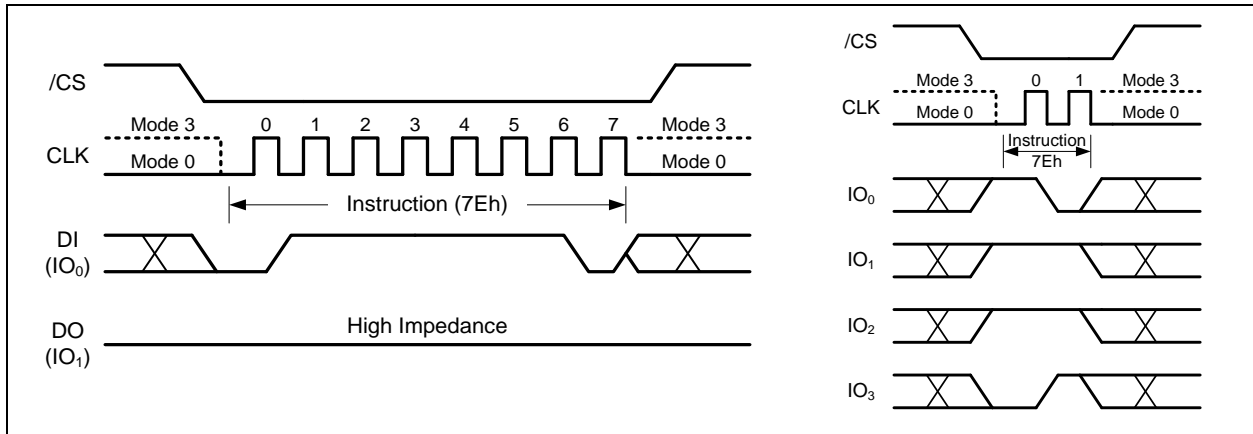 /CS
Mode 3
0 1 2 3 4 5 6 7
Mode 3
CLK
Mode 0
Mode 0
Instruction (7Eh)
DI
(IO₀)
High Impedance
DO
(IO₁)
/CS
Mode 3
0 1
Mode 3
CLK
Mode 0
Mode 0
Instruction
7Eh
IO₀
IO₁
IO₂
IO₃